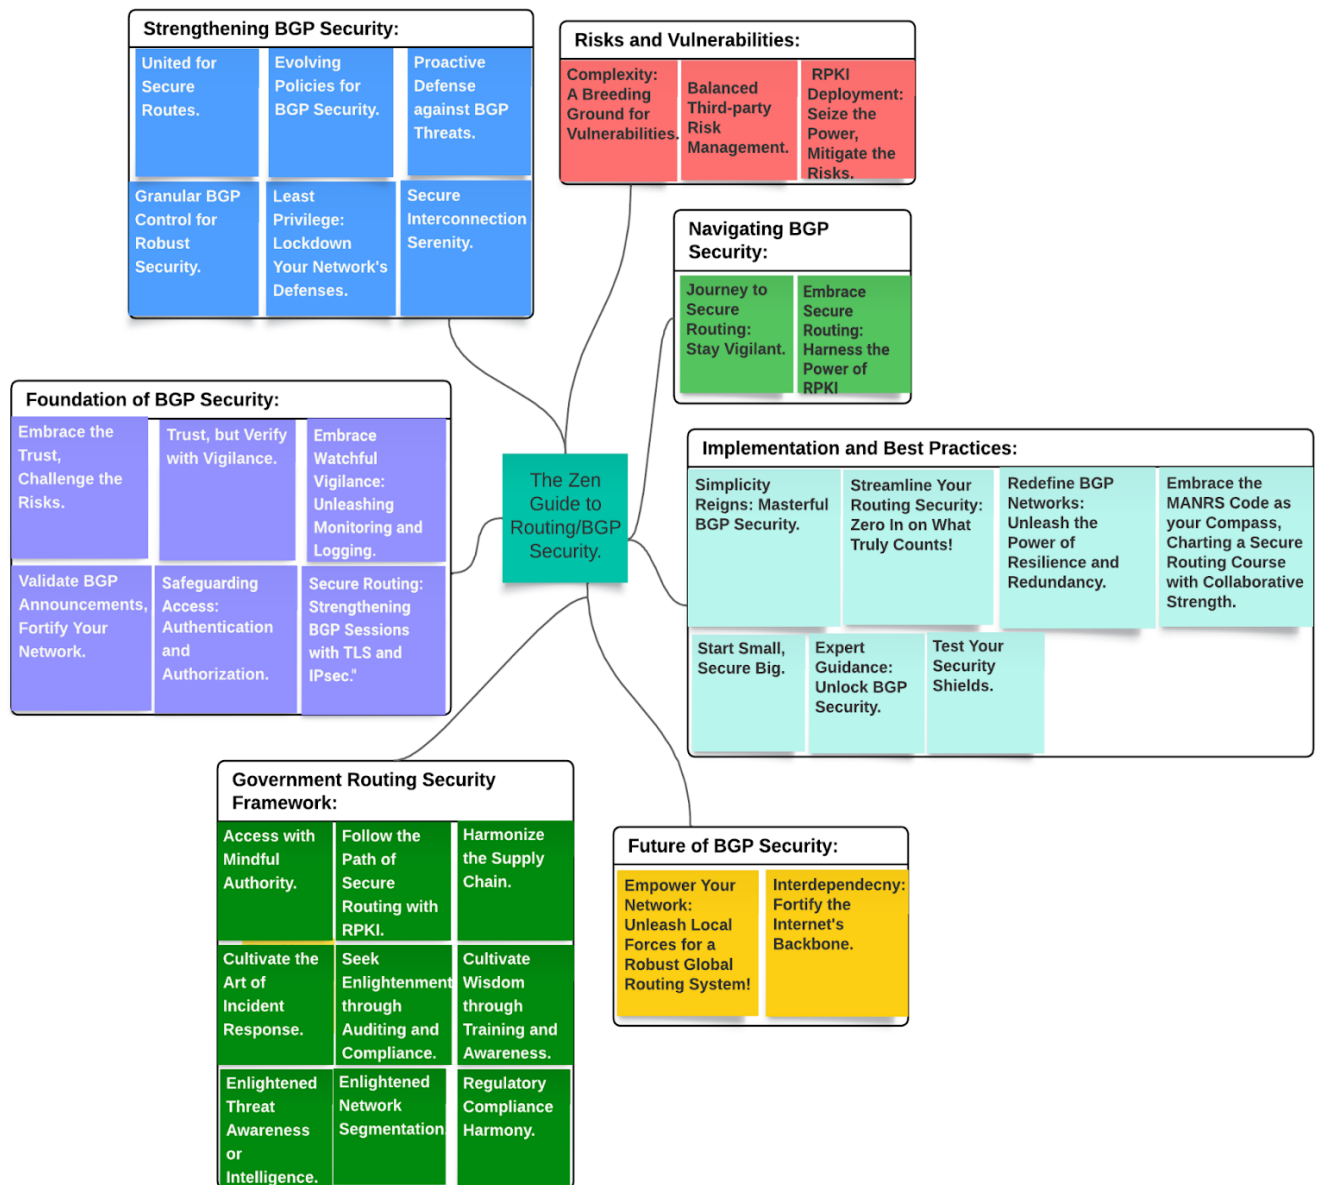 Strengthening BGP Security:
United for
Secure
Routes.
Evolving
Policies for
BGP Security.
Proactive
Defense
against BGP
Threats.
Granular BGP
Control for
Robust
Security.
Least
Privilege:
Lockdown
Your Network's
Defenses.
Secure
Interconnection
Serenity.
Risks and Vulnerabilities:
Complexity:
A Breeding
Ground for
Vulnerabilities.
Balanced
Third-party
Risk
Management.
RPKI
Deployment:
Seize the
Power,
Mitigate the
Risks.
Navigating BGP
Security:
Journey to
Secure
Routing:
Stay Vigilant.
Embrace
Secure
Routing:
Harness the
Power of
RPKI
Foundation of BGP Security:
Embrace the
Trust,
Challenge the
Risks.
Trust, but Verify
with Vigilance.
Embrace
Watchful
Vigilance:
Unleashing
Monitoring and
Logging.
Validate BGP
Announcements,
Fortify Your
Network.
Safeguarding
Access:
Authentication
and
Authorization.
Secure Routing:
Strengthening
BGP Sessions
with TLS and
IPsec."
The Zen
Guide to
Routing/BGP
Security.
Implementation and Best Practices:
Simplicity
Reigns: Masterful
BGP Security.
Streamline Your
Routing Security:
Zero In on What
Truly Counts!
Redefine BGP
Networks:
Unleash the
Power of
Resilience and
Redundancy.
Embrace the
MANRS Code as
your Compass,
Charting a Secure
Routing Course
with Collaborative
Strength.
Start Small,
Secure Big.
Expert
Guidance:
Unlock BGP
Security.
Test Your
Security
Shields.
Government Routing Security
Framework:
Access with
Mindful
Authority.
Follow the
Path of
Secure
Routing with
RPKI.
Harmonize
the Supply
Chain.
Cultivate the
Art of
Incident
Response.
Seek
Enlightenment
through
Auditing and
Compliance.
Cultivate
Wisdom
through
Training and
Awareness.
Enlightened
Threat
Awareness
or
Intelligence.
Enlightened
Network
Segmentation
Regulatory
Compliance
Harmony.
Future of BGP Security:
Empower Your
Network:
Unleash Local
Forces for a
Robust Global
Routing System!
Interdependecny:
Fortify the
Internet's
Backbone.